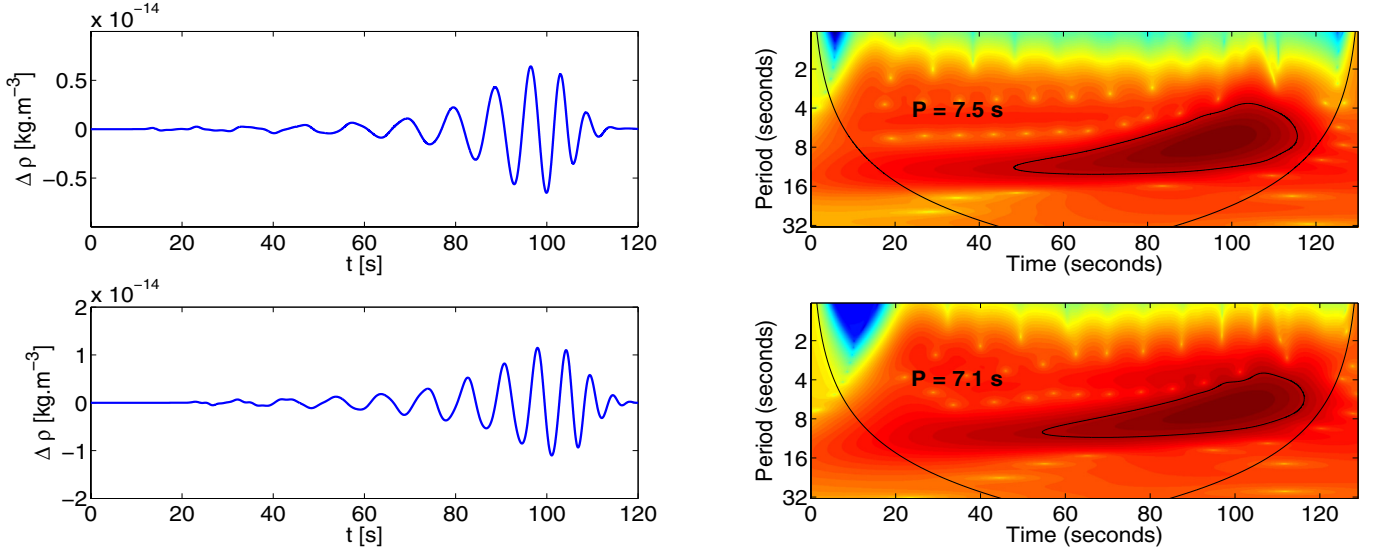 x 10−14
Δ ρ [kg.m−3]
0.5
0
−0.5
0 20 40 60 80 100 120
t [s]
Period (seconds)
2
4
8
16
32
P = 7.5 s
0 20 40 60 80 100 120
Time (seconds)
x 10−14
Δ ρ [kg.m−3]
2
1
0
−1
−2
0 20 40 60 80 100 120
t [s]
Period (seconds)
2
4
8
16
32
P = 7.1 s
0 20 40 60 80 100 120
Time (seconds)